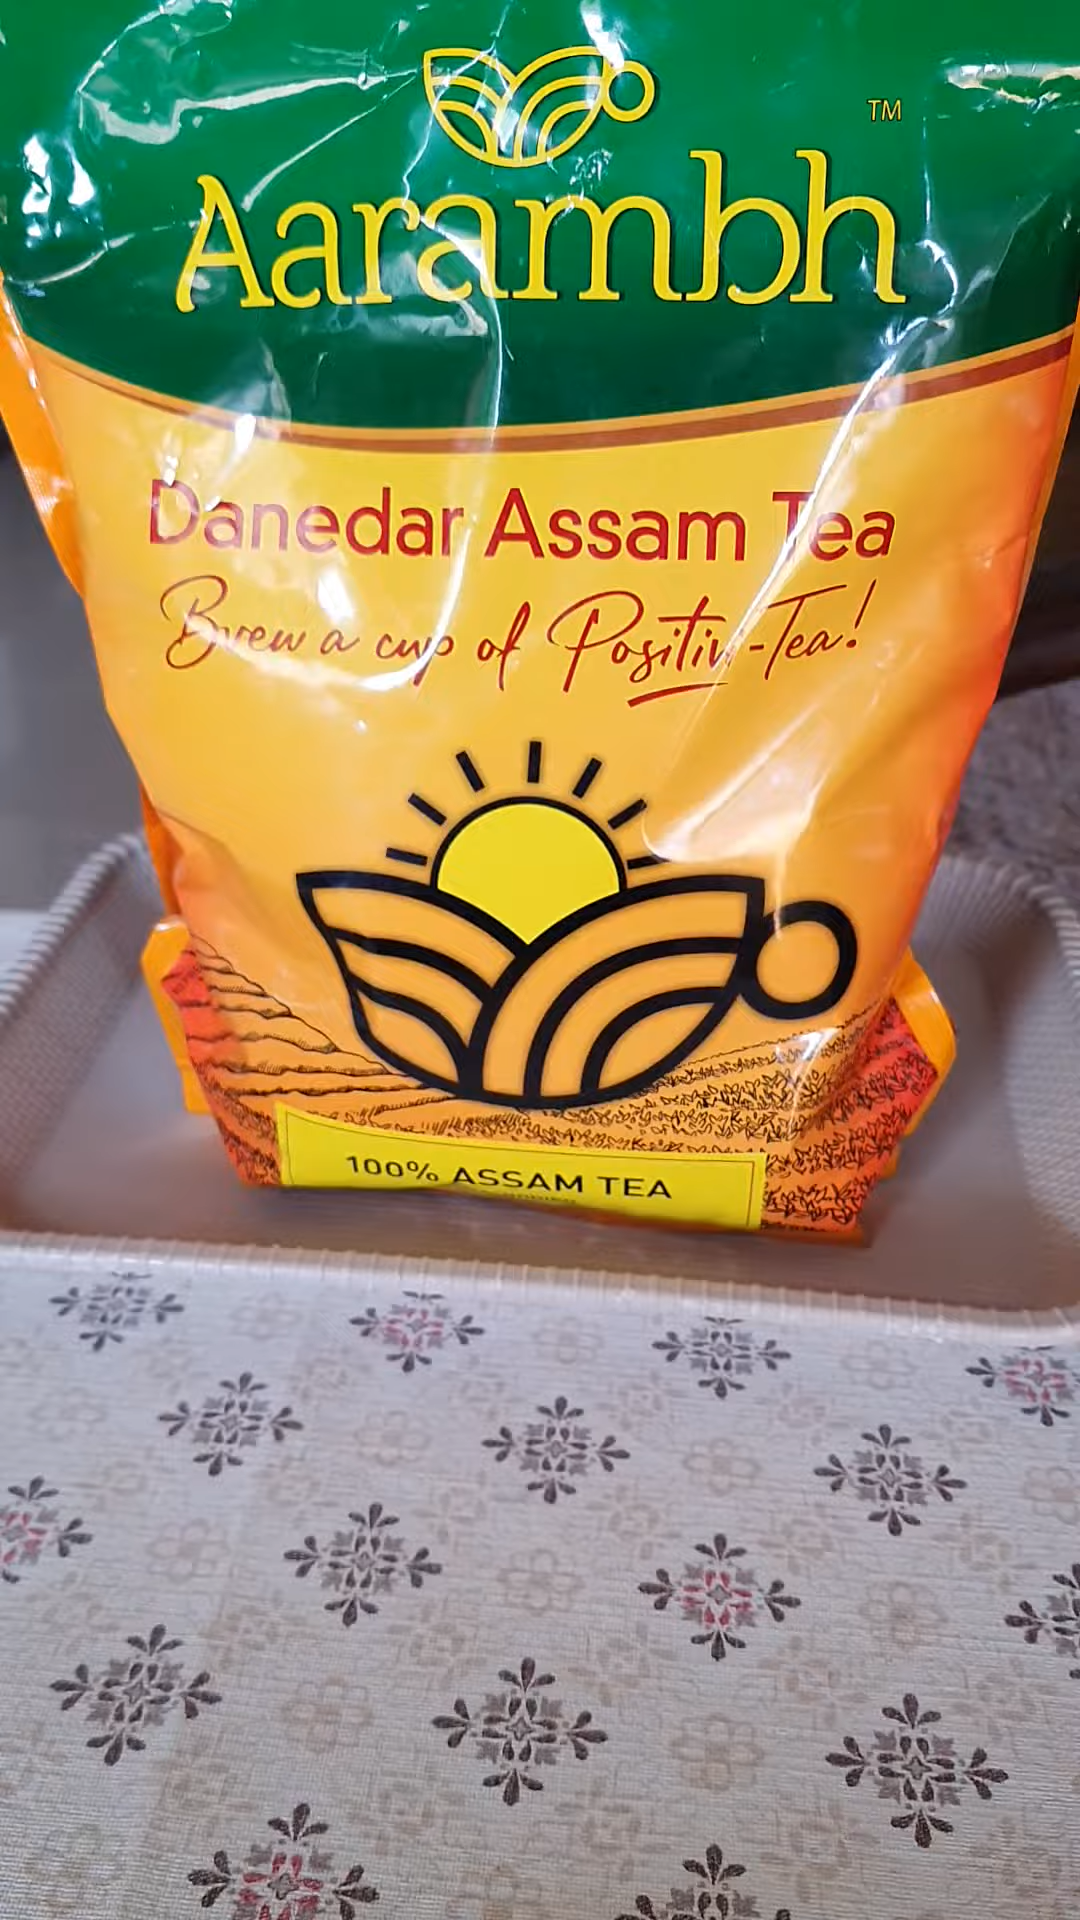 TM
Aarambh
Danedar Assam Tea
Brew a cup of Positiv-Tea!
100% ASSAM TEA